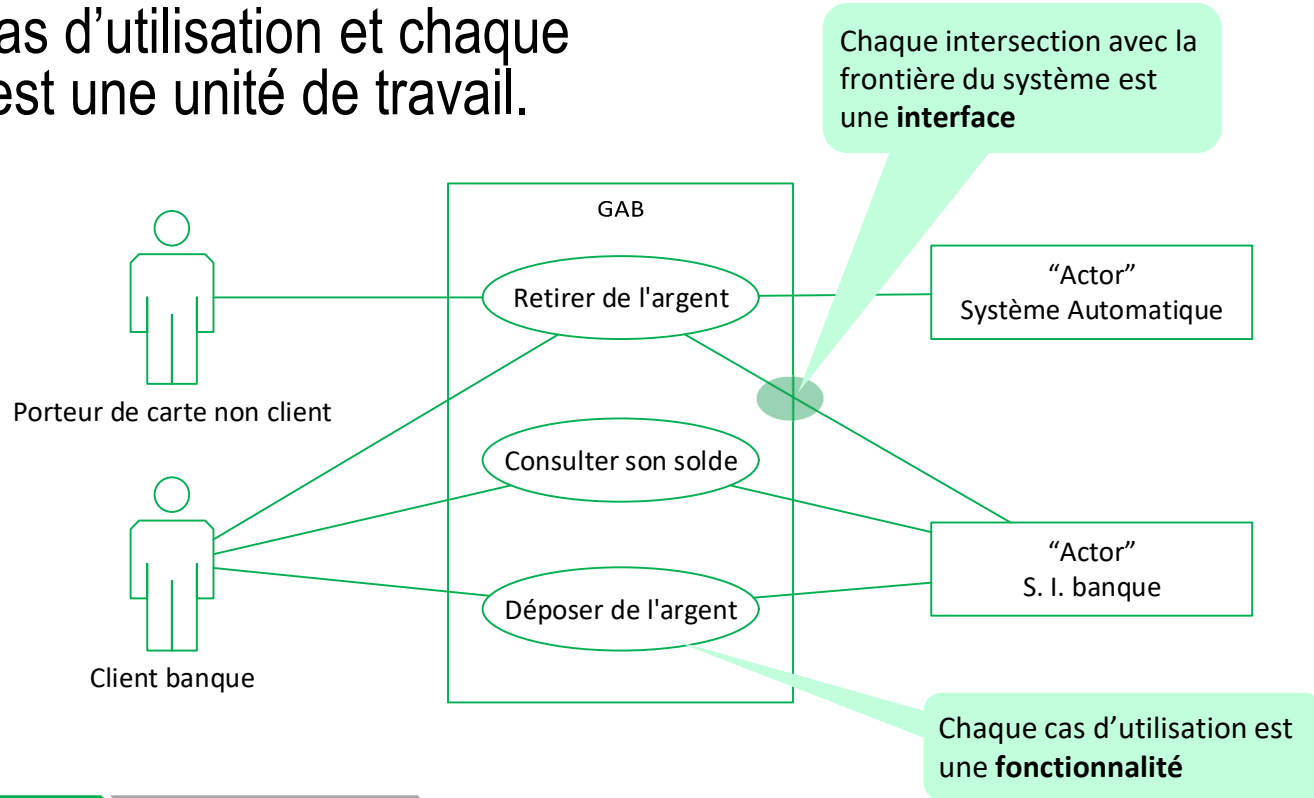 as d’utilisation et chaque
est une unité de travail.
Chaque intersection avec la
frontière du système est
une interface
GAB
Retirer de l'argent
“Actor”
Système Automatique
Porteur de carte non client
Consulter son solde
“Actor”
S. I. banque
Déposer de l'argent
Client banque
Chaque cas d’utilisation est
une fonctionnalité